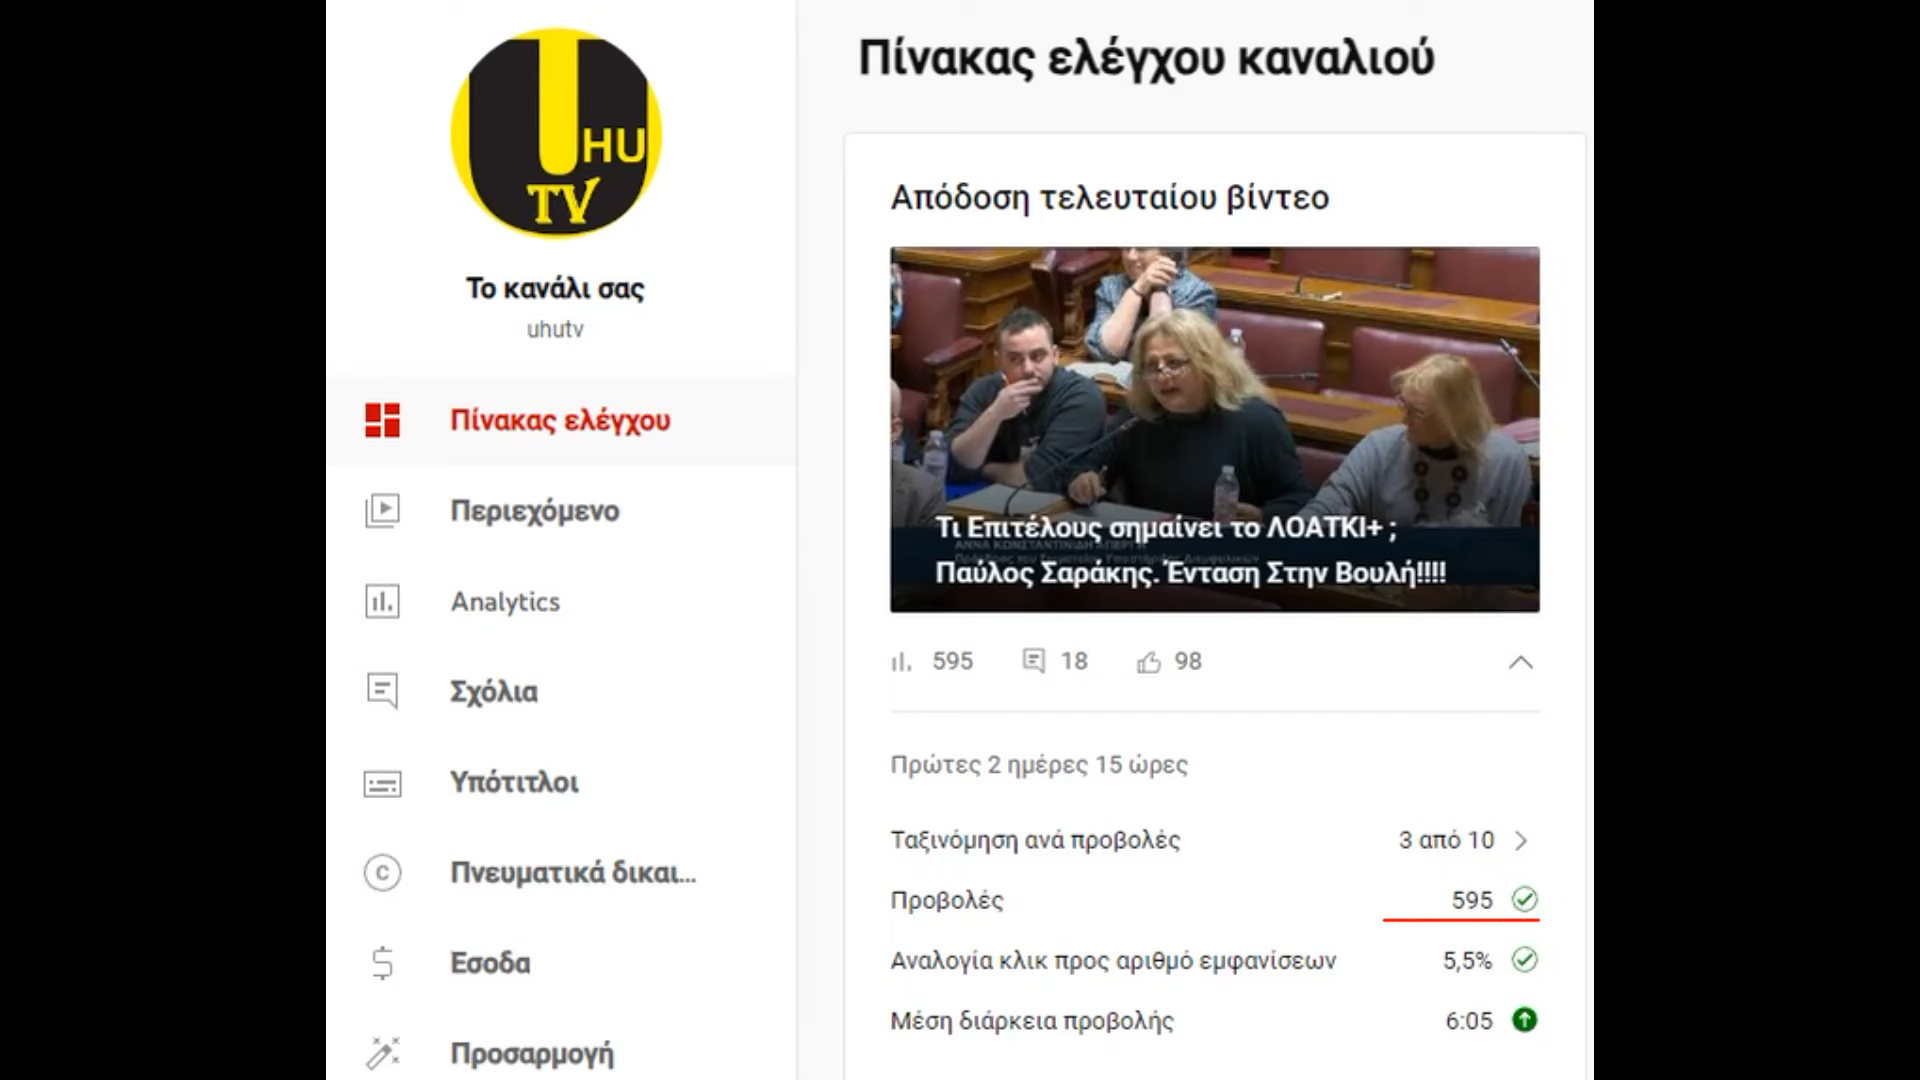 UHU
TV
Το κανάλι σας
uhutv
Πίνακας ελέγχου
Περιεχόμενο
Analytics
Σχόλια
Υπότιτλοι
Πνευματικά δικαι...
Έσοδα
Προσαρμογή
Πίνακας ελέγχου καναλιού
Απόδοση τελευταίου βίντεο
Τι Επιτέλους σημαίνει το ΛΟΑΤΚΙ+ ;
ΑΝΝΑ ΚΩΝΣΤΑΝΤΙΝΙΔΗ ΑΠΕΡΓΗ
Παύλος Σαράκης. Ένταση Στην Βουλή!!!!
595 18 98
Πρώτες 2 ημέρες 15 ώρες
Ταξινόμηση ανά προβολές 3 από 10
Προβολές 595
Αναλογία κλικ προς αριθμό εμφανίσεων 5,5%
Μέση διάρκεια προβολής 6:05